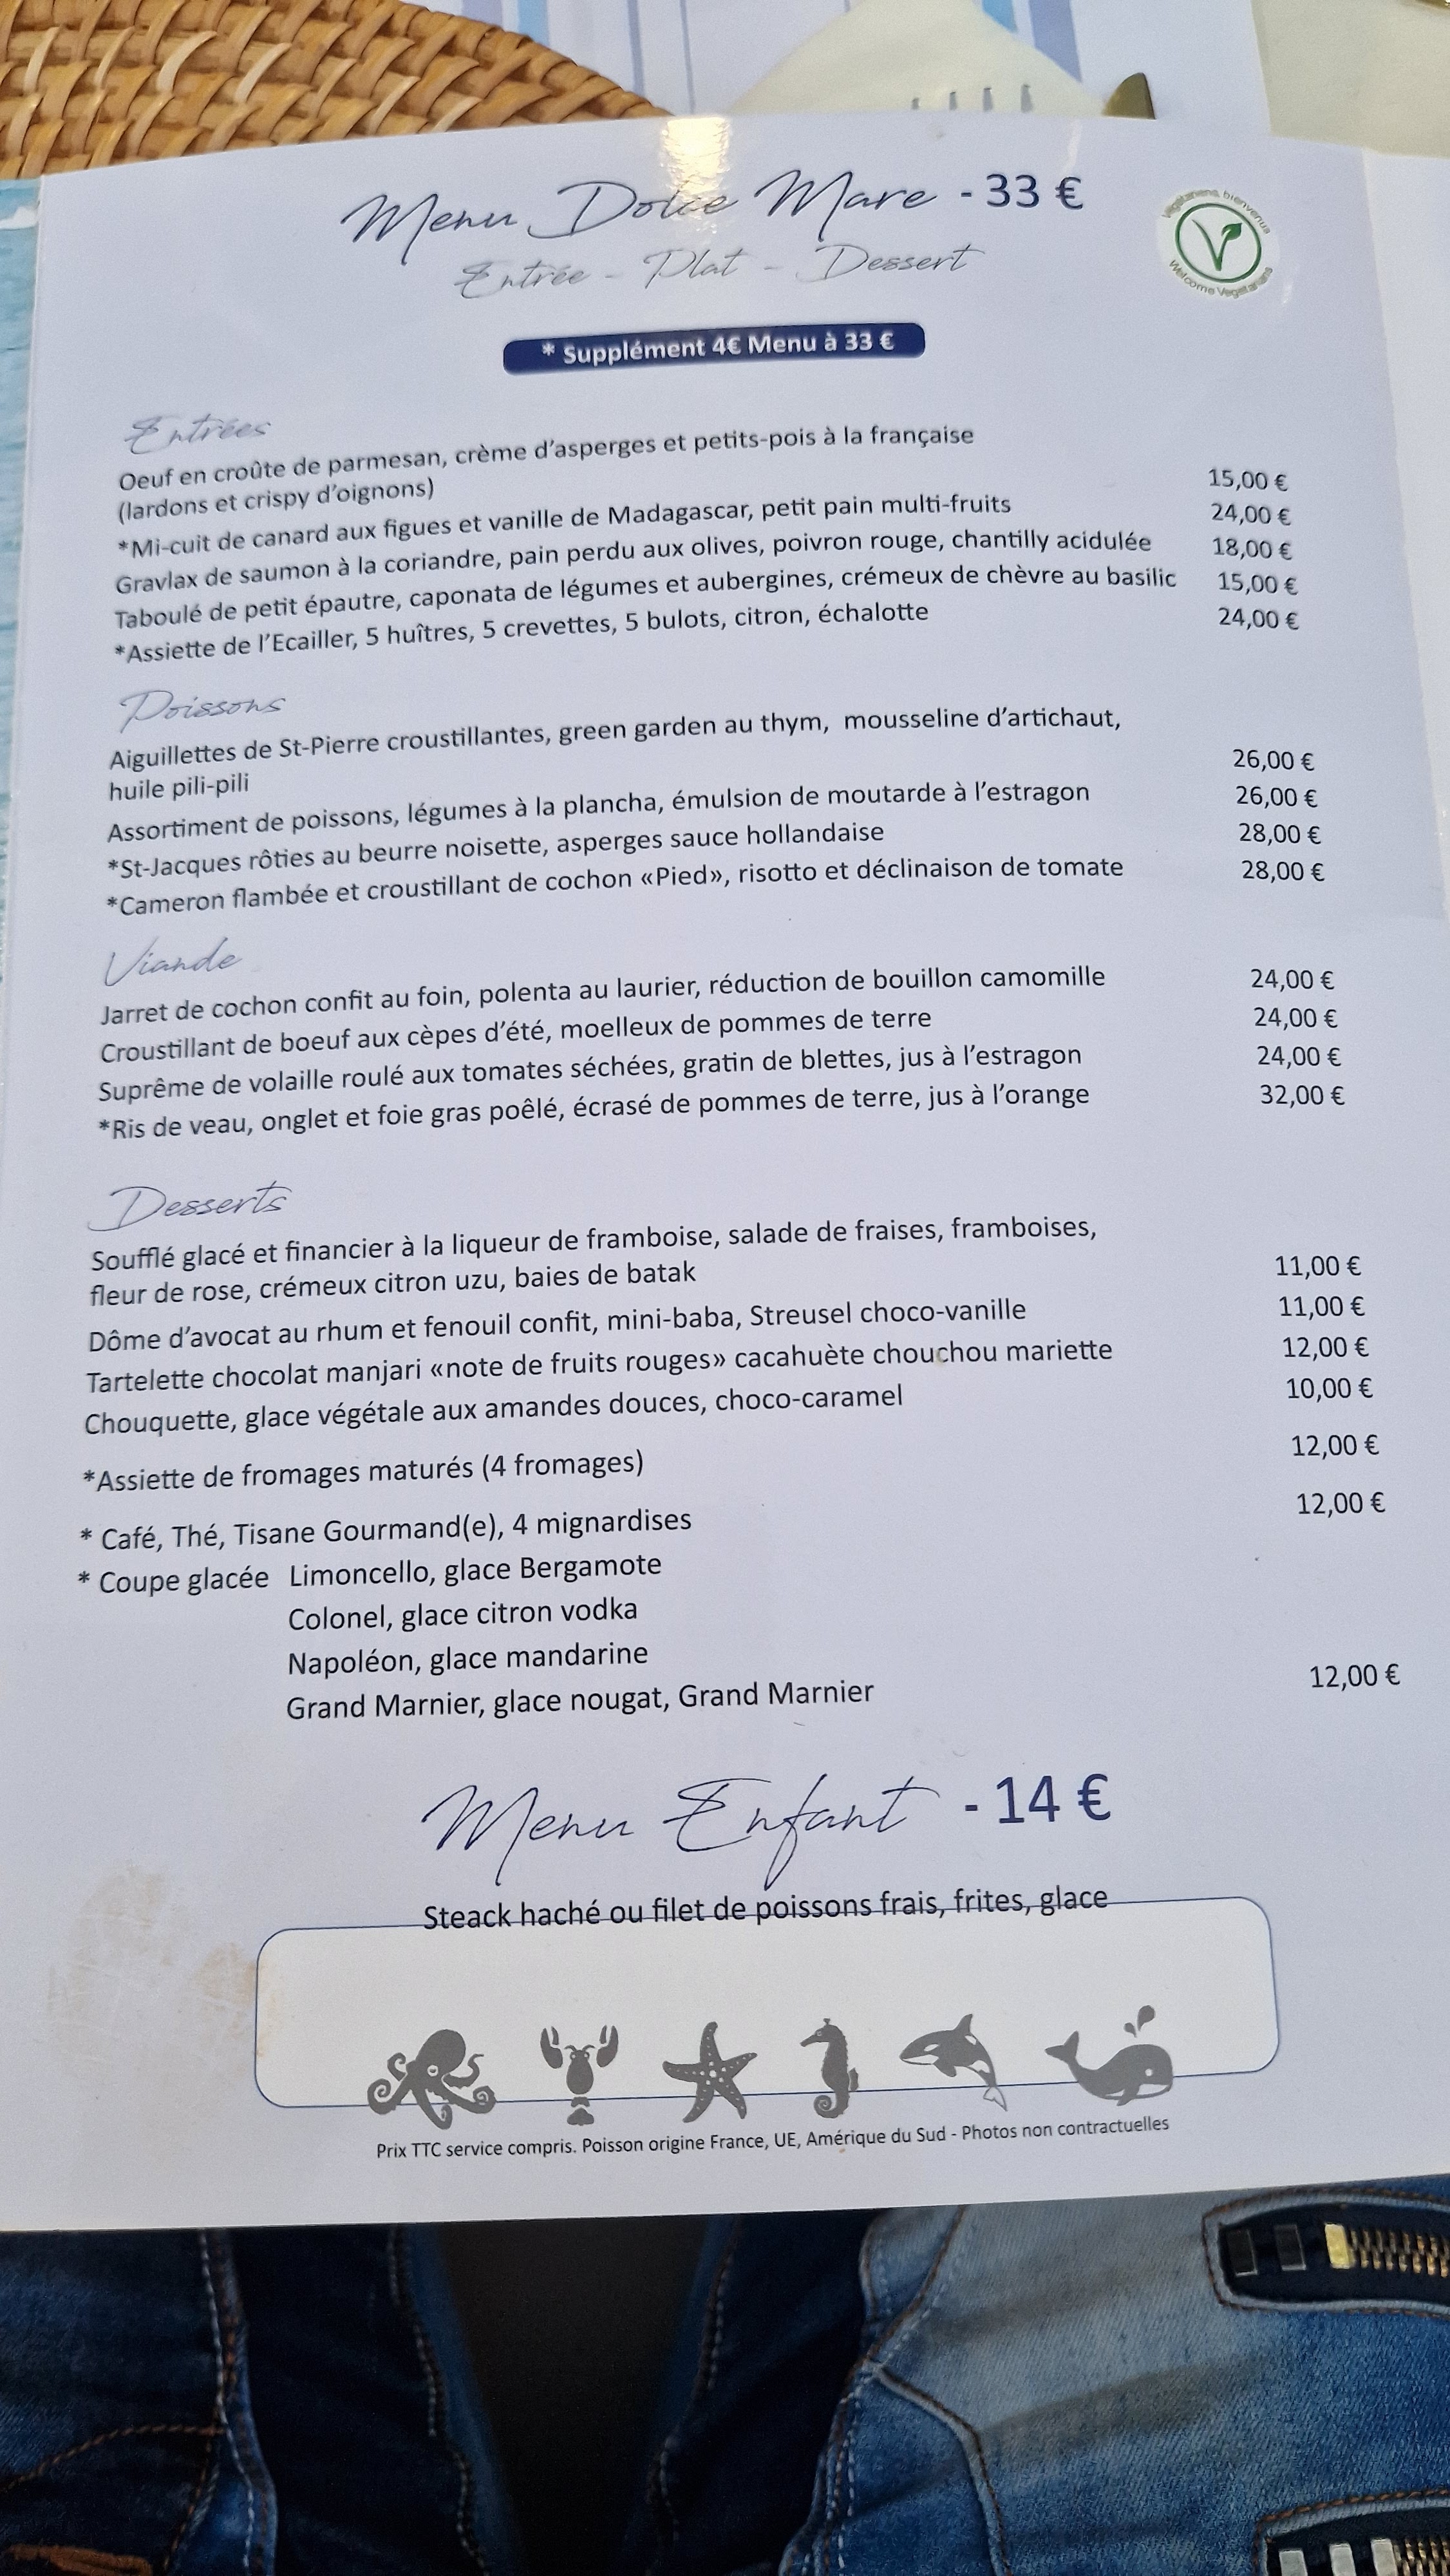 Menu Dolce Mare - 33 €
Entrée - Plat - Dessert
Végétariens bienvenus
V
Welcome Vegetarians
* Supplément 4€ Menu à 33 €
Entrées
Oeuf en croûte de parmesan, crème d'asperges et petits-pois à la française
(lardons et crispy d'oignons) 15,00 €
*Mi-cuit de canard aux figues et vanille de Madagascar, petit pain multi-fruits 24,00 €
Gravlax de saumon à la coriandre, pain perdu aux olives, poivron rouge, chantilly acidulée 18,00 €
Taboulé de petit épautre, caponata de légumes et aubergines, crémeux de chèvre au basilic 15,00 €
*Assiette de l'Ecailler, 5 huîtres, 5 crevettes, 5 bulots, citron, échalotte 24,00 €
Poissons
Aiguillettes de St-Pierre croustillantes, green garden au thym, mousseline d'artichaut,
huile pili-pili 26,00 €
Assortiment de poissons, légumes à la plancha, émulsion de moutarde à l'estragon 26,00 €
*St-Jacques rôties au beurre noisette, asperges sauce hollandaise 28,00 €
*Cameron flambée et croustillant de cochon «Pied», risotto et déclinaison de tomate 28,00 €
Viande
Jarret de cochon confit au foin, polenta au laurier, réduction de bouillon camomille 24,00 €
Croustillant de boeuf aux cèpes d'été, moelleux de pommes de terre 24,00 €
Suprême de volaille roulé aux tomates séchées, gratin de blettes, jus à l'estragon 24,00 €
*Ris de veau, onglet et foie gras poêlé, écrasé de pommes de terre, jus à l'orange 32,00 €
Desserts
Soufflé glacé et financier à la liqueur de framboise, salade de fraises, framboises,
fleur de rose, crémeux citron uzu, baies de batak 11,00 €
Dôme d'avocat au rhum et fenouil confit, mini-baba, Streusel choco-vanille 11,00 €
Tartelette chocolat manjari «note de fruits rouges» cacahuète chouchou mariette 12,00 €
Chouquette, glace végétale aux amandes douces, choco-caramel 10,00 €
*Assiette de fromages maturés (4 fromages) 12,00 €
* Café, Thé, Tisane Gourmand(e), 4 mignardises 12,00 €
* Coupe glacée Limoncello, glace Bergamote
Colonel, glace citron vodka
Napoléon, glace mandarine
Grand Marnier, glace nougat, Grand Marnier 12,00 €
Menu Enfant - 14 €
Steack haché ou filet de poissons frais, frites, glace
Prix TTC service compris. Poisson origine France, UE, Amérique du Sud - Photos non contractuelles